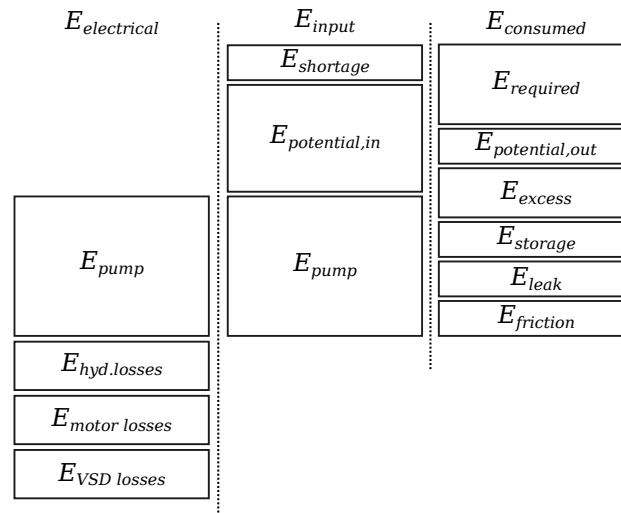 E_electrical
E_pump
E_hyd.losses
E_motor losses
E_VSD losses
E_input
E_shortage
E_potential,in
E_pump
E_consumed
E_required
E_potential,out
E_excess
E_storage
E_leak
E_friction